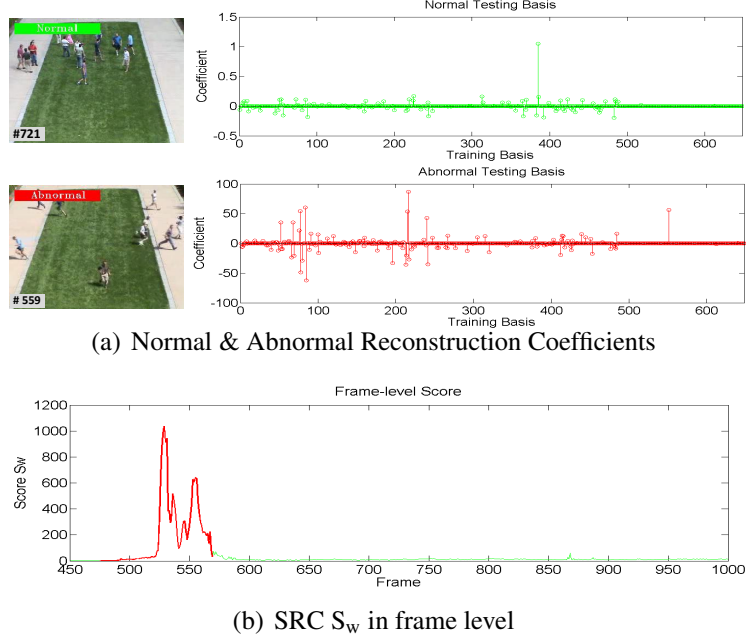 Normal Testing Basis
Normal
#721
Coefficient
1.5
1
0.5
0
-0.5
0 100 200 300 400 500 600
Training Basis
Abnormal Testing Basis
Abnormal
# 559
Coefficient
100
50
0
-50
-100
0 100 200 300 400 500 600
Training Basis
(a) Normal & Abnormal Reconstruction Coefficients
Frame-level Score
Score Sw
1200
1000
800
600
400
200
0
450 500 550 600 650 700 750 800 850 900 950 1000
Frame
(b) SRC Sw in frame level